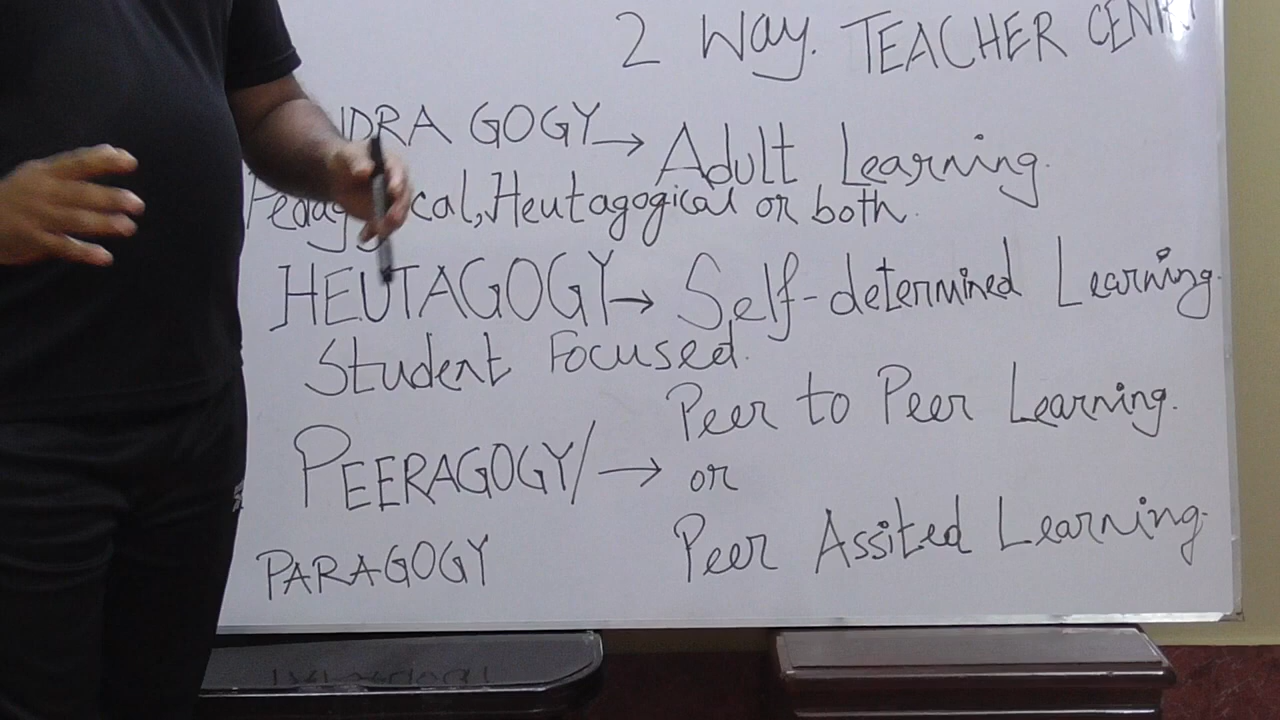 2 Way. TEACHER
DRA GOGY → Adult Learning.
cal, Heutagogical or both.
HEUTAGOGY → Self-determined Learning.
Student Focused.
Peer to Peer Learning.
PEERAGOGY/ → or
PARAGOGY Peer Assited Learning.